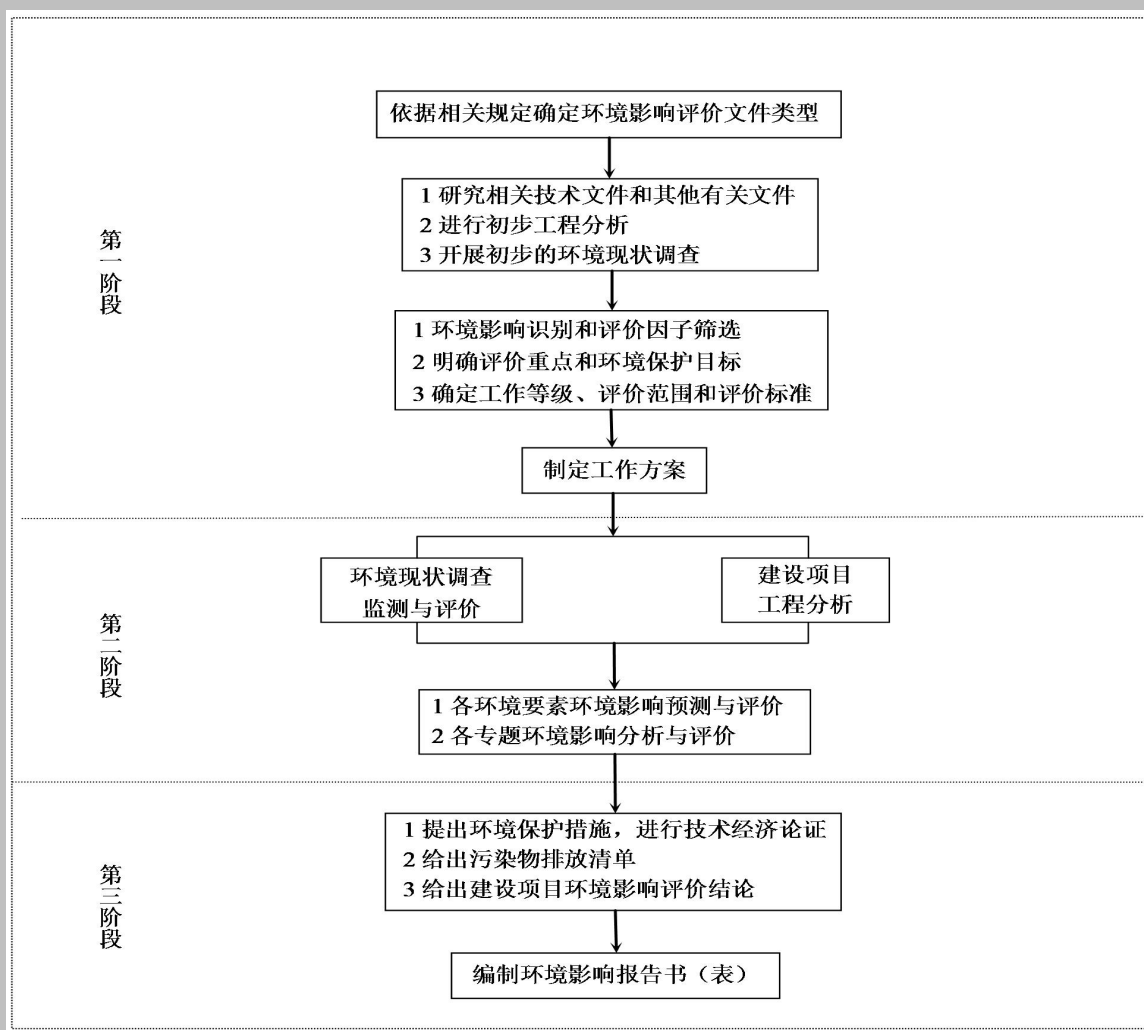 依据相关规定确定环境影响评价文件类型
第一阶段
1 研究相关技术文件和其他有关文件
2 进行初步工程分析
3 开展初步的环境现状调查
1 环境影响识别和评价因子筛选
2 明确评价重点和环境保护目标
3 确定工作等级、评价范围和评价标准
制定工作方案
第二阶段
环境现状调查
监测与评价
建设项目
工程分析
1 各环境要素环境影响预测与评价
2 各专题环境影响分析与评价
第三阶段
1 提出环境保护措施，进行技术经济论证
2 给出污染物排放清单
3 给出建设项目环境影响评价结论
编制环境影响报告书（表）